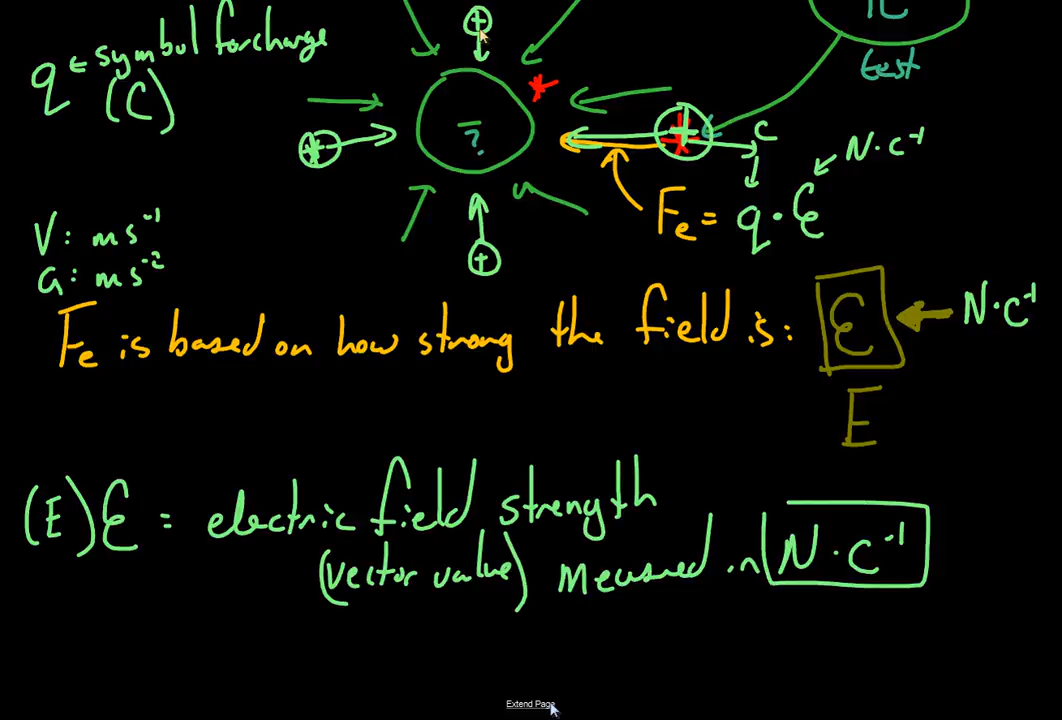 1C
test
q ← symbol for charge
(C)
+
-
?
+
*
+
C
N·C⁻¹
Fe = q · ℰ
V: ms⁻¹
a: ms⁻²
Fe is based on how strong the field is: ℰ
N·C⁻¹
E
(E) ℰ = electric field strength
(vector value) measured in N·C⁻¹
Extend Page